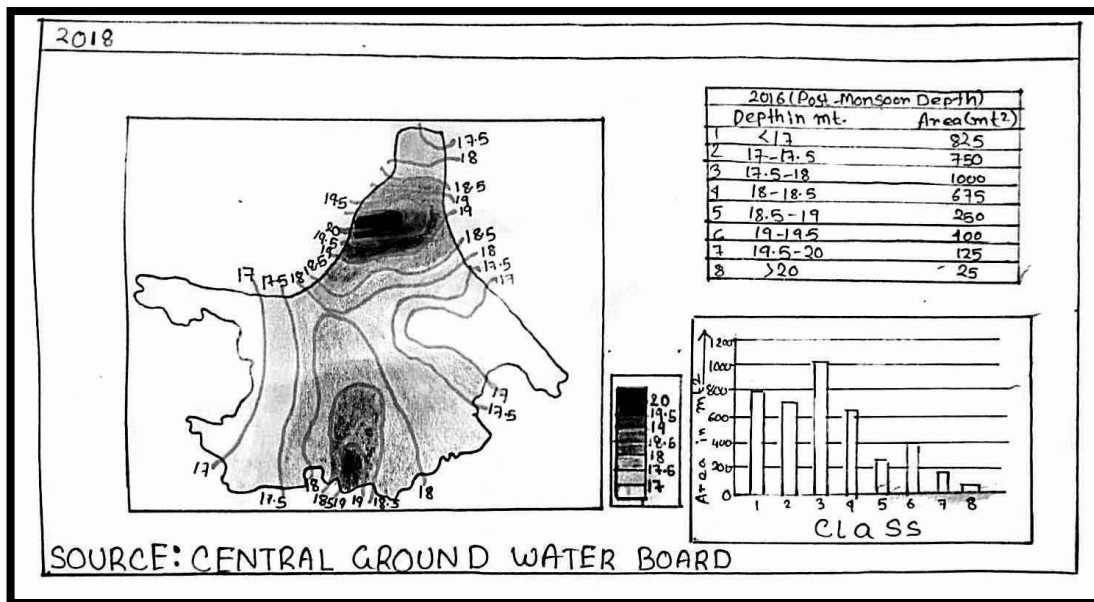 2018
2016 (Post-Monsoon Depth)
Depth in mt. Area(mt²)
1 <17 825
2 17-17.5 750
3 17.5-18 1000
4 18-18.5 675
5 18.5-19 250
6 19-19.5 400
7 19.5-20 125
8 >20 25
17.5
18
18.5
19
19
19.5
20
19.5
18.5
18.5
18
17.5
17
17
17.5
18
17
17.5
17
17.5
18
18.5
19
19
18.5
18
20
19.5
19
18.5
18
17.5
17
Area in mt2
1200
1000
800
600
400
200
0
1 2 3 4 5 6 7 8
CLaSS
SOURCE: CENTRAL GROUND WATER BOARD